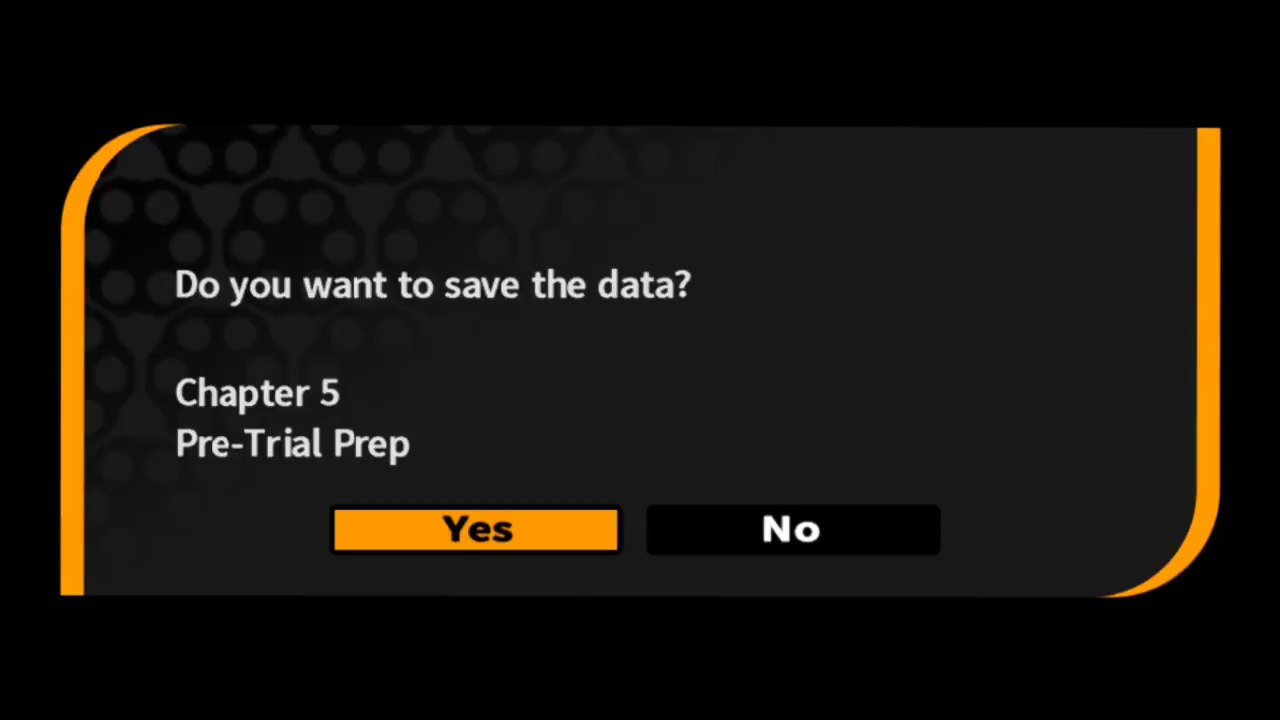 Do you want to save the data?
Chapter 5
Pre-Trial Prep
Yes No